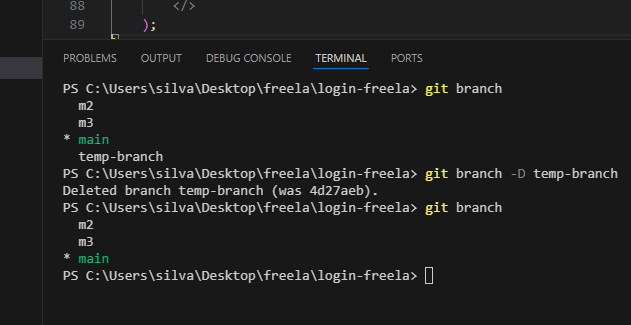 88 </>
89 );
PROBLEMS OUTPUT DEBUG CONSOLE TERMINAL PORTS
PS C:\Users\silva\Desktop\freela\login-freela> git branch
m2
m3
* main
temp-branch
PS C:\Users\silva\Desktop\freela\login-freela> git branch -D temp-branch
Deleted branch temp-branch (was 4d27aeb).
PS C:\Users\silva\Desktop\freela\login-freela> git branch
m2
m3
* main
PS C:\Users\silva\Desktop\freela\login-freela>